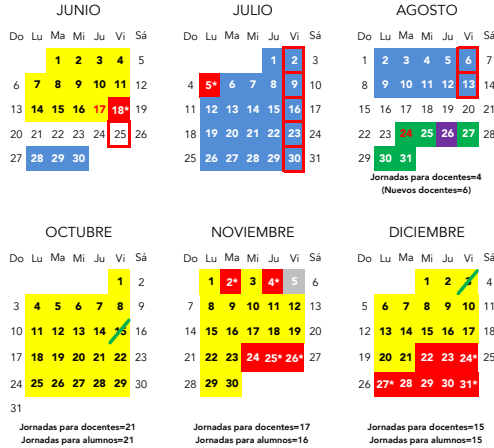 JUNIO
Do Lu Ma Mi Ju Vi Sá
1 2 3 4 5
6 7 8 9 10 11 12
13 14 15 16 17 18* 19
20 21 22 23 24 25 26
27 28 29 30
JULIO
Do Lu Ma Mi Ju Vi Sá
1 2 3
4 5* 6 7 8 9 10
11 12 13 14 15 16 17
18 19 20 21 22 23 24
25 26 27 28 29 30 31
AGOSTO
Do Lu Ma Mi Ju Vi Sá
1 2 3 4 5 6 7
8 9 10 11 12 13 14
15 16 17 18 19 20 21
22 23 24 25 26 27 28
29 30 31
Jornadas para docentes=4
(Nuevos docentes=6)
OCTUBRE
Do Lu Ma Mi Ju Vi Sá
1 2
3 4 5 6 7 8 9
10 11 12 13 14 15 16
17 18 19 20 21 22 23
24 25 26 27 28 29 30
31
Jornadas para docentes=21
Jornadas para alumnos=21
NOVIEMBRE
Do Lu Ma Mi Ju Vi Sá
1 2* 3 4* 5 6
7 8 9 10 11 12 13
14 15 16 17 18 19 20
21 22 23 24 25* 26* 27
28 29 30
Jornadas para docentes=17
Jornadas para alumnos=16
DICIEMBRE
Do Lu Ma Mi Ju Vi Sá
1 2 3 4
5 6 7 8 9 10 11
12 13 14 15 16 17 18
19 20 21 22 23 24* 25
26 27* 28 29 30 31*
Jornadas para docentes=15
Jornadas para alumnos=15